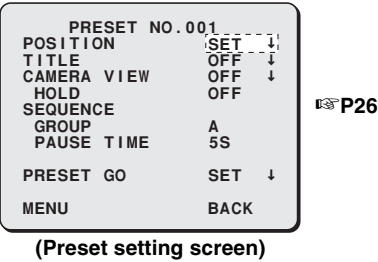 PRESET NO.001
POSITION SET ↓
TITLE OFF ↓
CAMERA VIEW OFF ↓
HOLD OFF
SEQUENCE
GROUP A
PAUSE TIME 5S
PRESET GO SET ↓
MENU BACK
☞P26
(Preset setting screen)